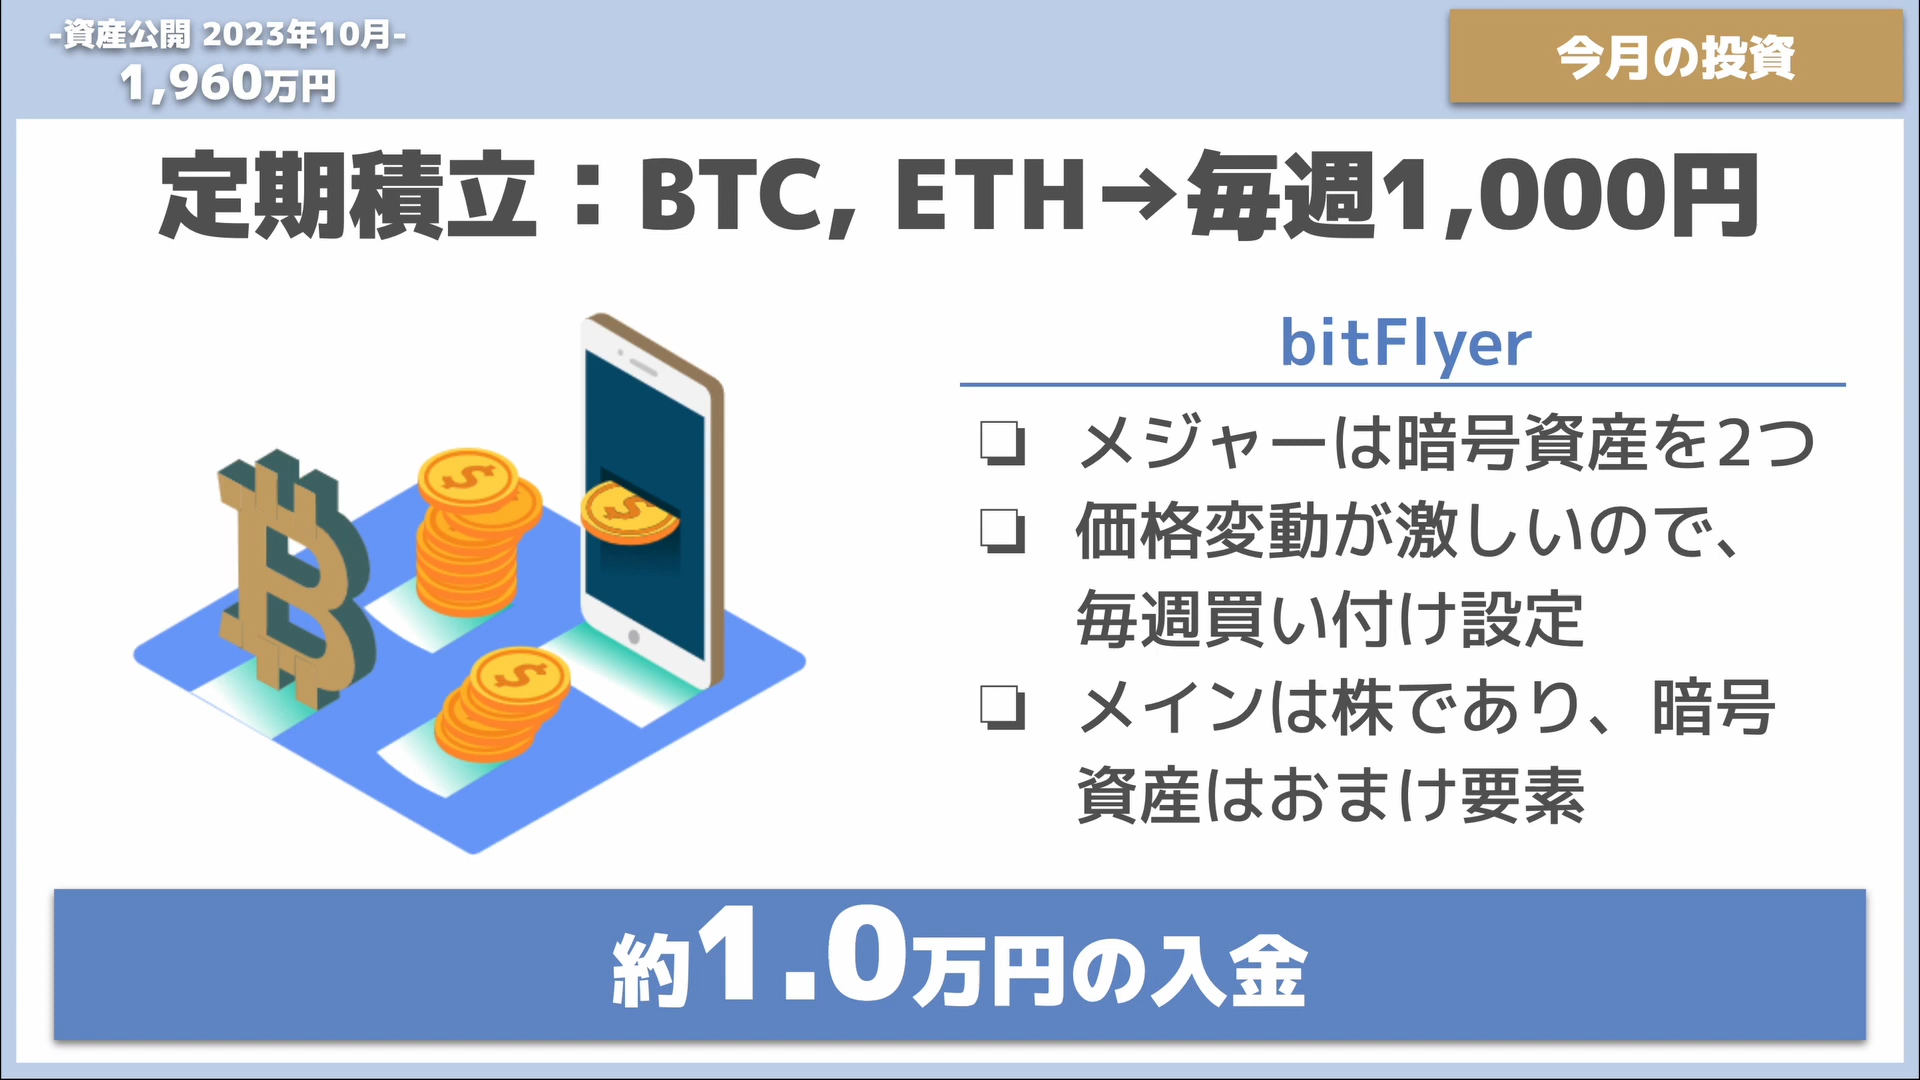 -資産公開 2023年10月-
1,960万円
今月の投資
定期積立：BTC, ETH→毎週1,000円
bitFlyer
❏ メジャーは暗号資産を2つ
❏ 価格変動が激しいので、
毎週買い付け設定
❏ メインは株であり、暗号
資産はおまけ要素
約1.0万円の入金